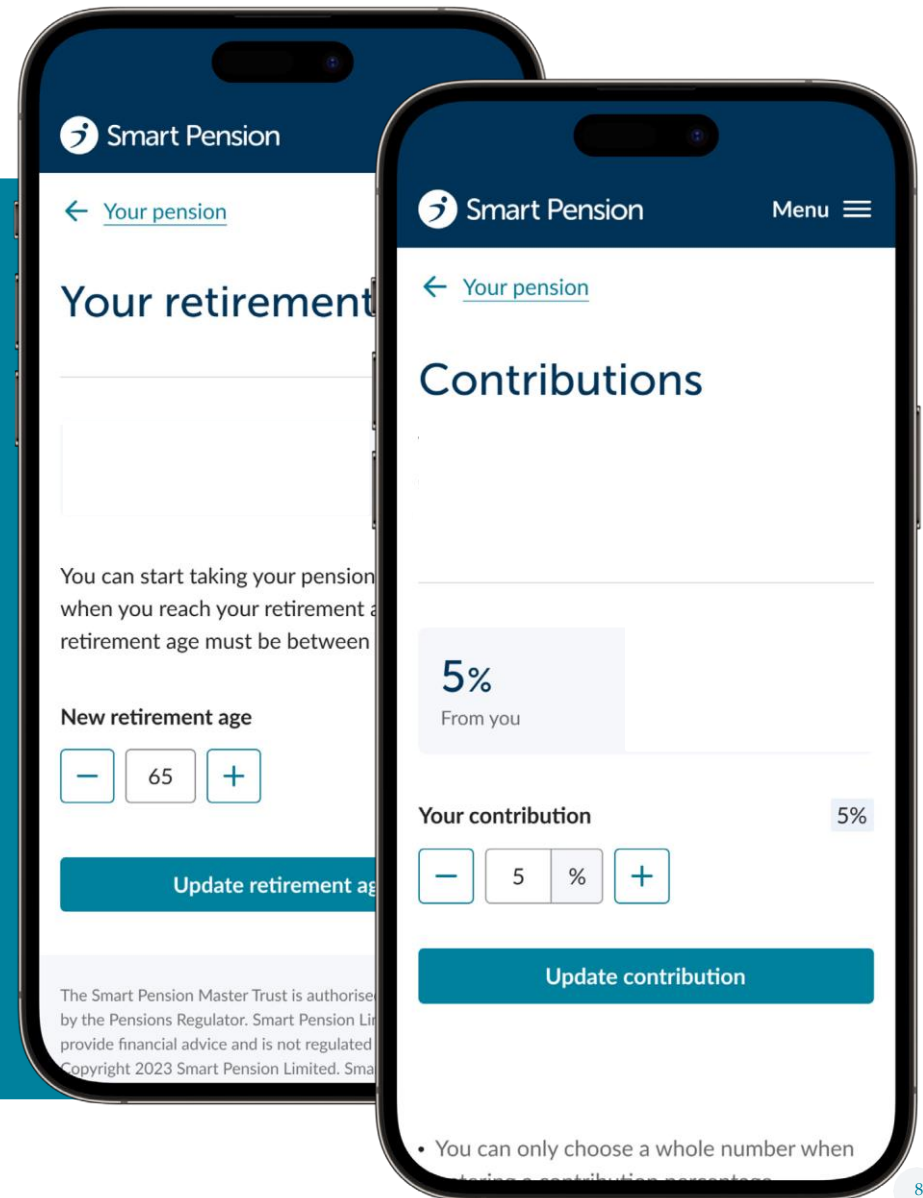 Smart Pension
Your pension
Your retirement
You can start taking your pension
when you reach your retirement
retirement age must be between
New retirement age
− 65 +
Update retirement
The Smart Pension Master Trust is authorise
by the Pensions Regulator. Smart Pension
provide financial advice and is not regulated
Copyright 2023 Smart Pension Limited.
Smart Pension Menu
Your pension
Contributions
5%
From you
Your contribution 5%
− 5 % +
Update contribution
• You can only choose a whole number when
entering a contribution percentage
8